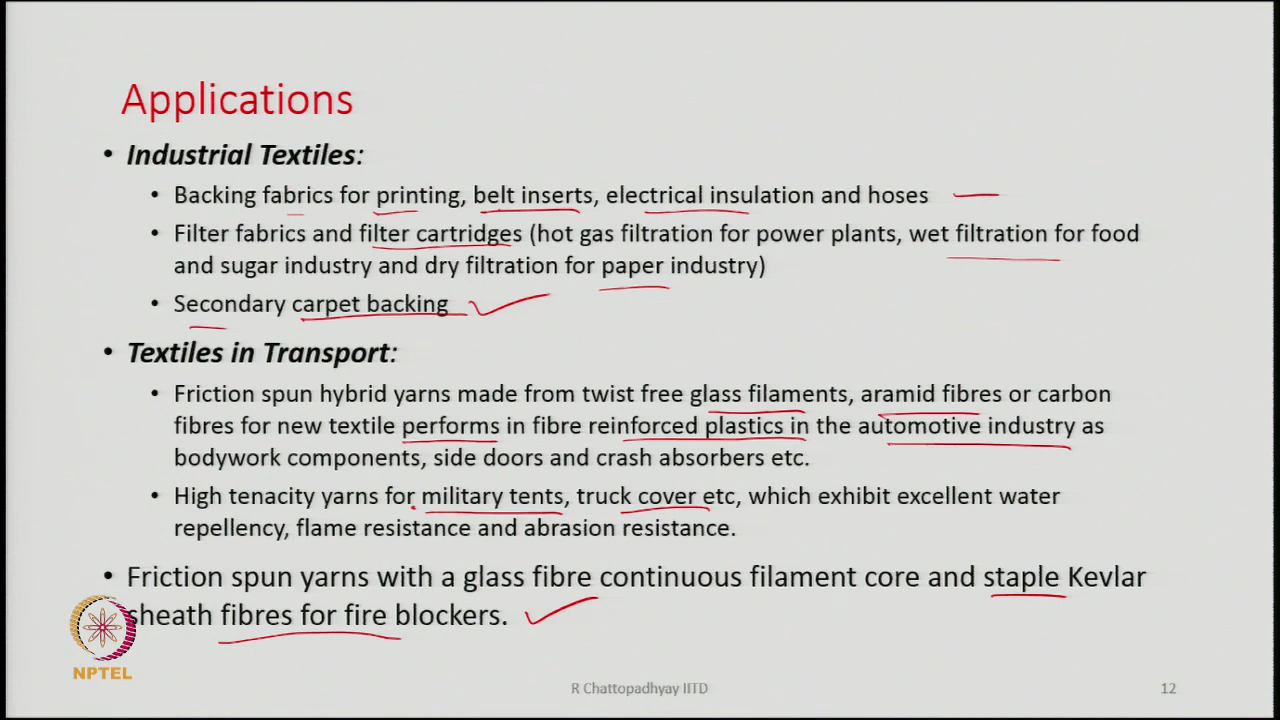 Applications
• Industrial Textiles:
• Backing fabrics for printing, belt inserts, electrical insulation and hoses
• Filter fabrics and filter cartridges (hot gas filtration for power plants, wet filtration for food
and sugar industry and dry filtration for paper industry)
• Secondary carpet backing
• Textiles in Transport:
• Friction spun hybrid yarns made from twist free glass filaments, aramid fibres or carbon
fibres for new textile performs in fibre reinforced plastics in the automotive industry as
bodywork components, side doors and crash absorbers etc.
• High tenacity yarns for military tents, truck cover etc, which exhibit excellent water
repellency, flame resistance and abrasion resistance.
• Friction spun yarns with a glass fibre continuous filament core and staple Kevlar
sheath fibres for fire blockers.
NPTEL
R Chattopadhyay IITD
12